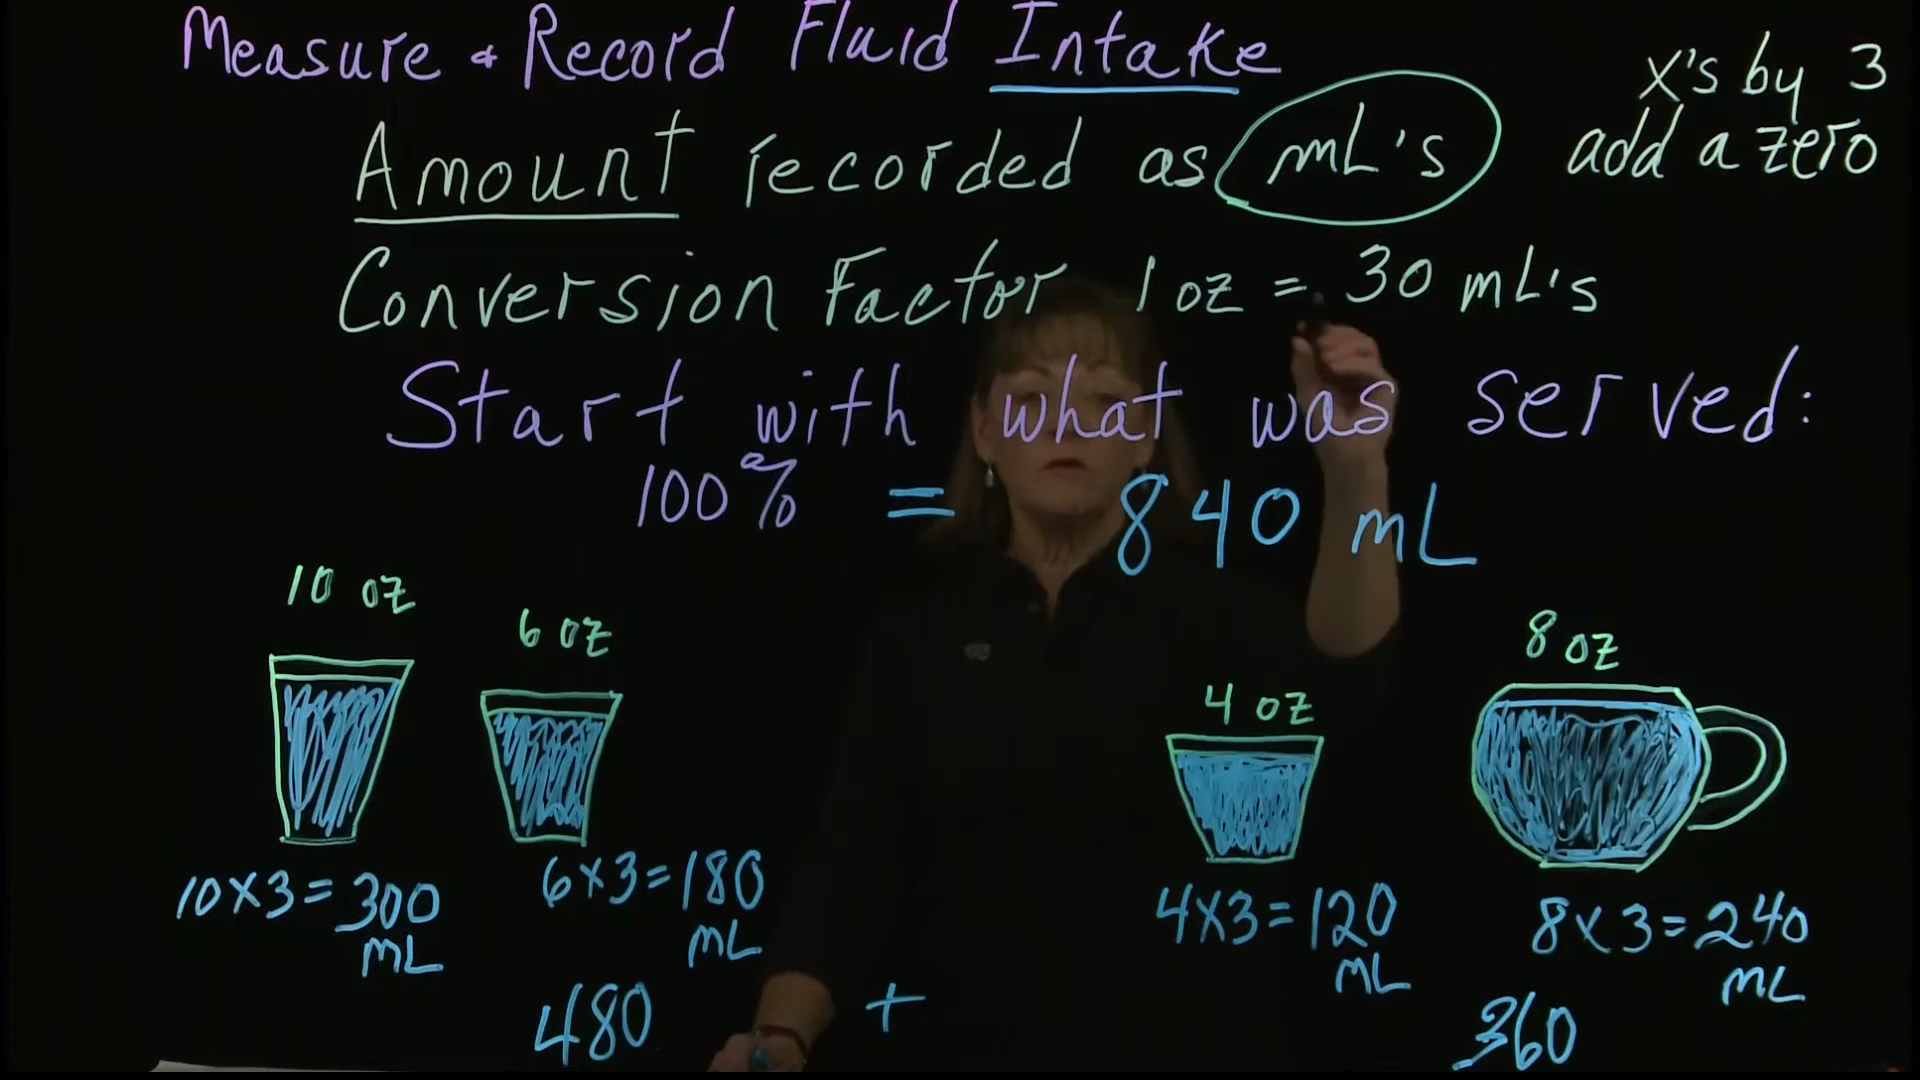 Measure & Record Fluid Intake
x's by 3
add a zero
Amount recorded as mL's
Conversion Factor 1 oz = 30 mL's
Start with what was served:
100% = 840 mL
10 oz
6 oz
4 oz
8 oz
10x3=300 mL
6x3=180 mL
4x3=120 mL
8x3=240 mL
480 + 360